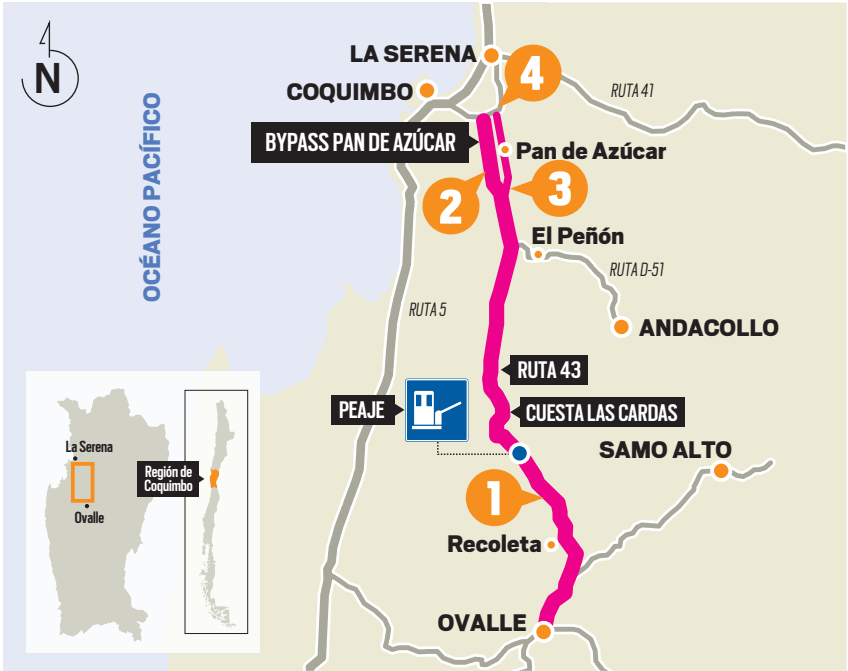 N
LA SERENA
4
COQUIMBO
RUTA 41
OCÉANO PACÍFICO
BYPASS PAN DE AZÚCAR
Pan de Azúcar
2
3
El Peñón
RUTA D-51
RUTA 5
ANDACOLLO
RUTA 43
PEAJE
CUESTA LAS CARDAS
SAMO ALTO
1
Recoleta
OVALLE
La Serena
Ovalle
Región de
Coquimbo